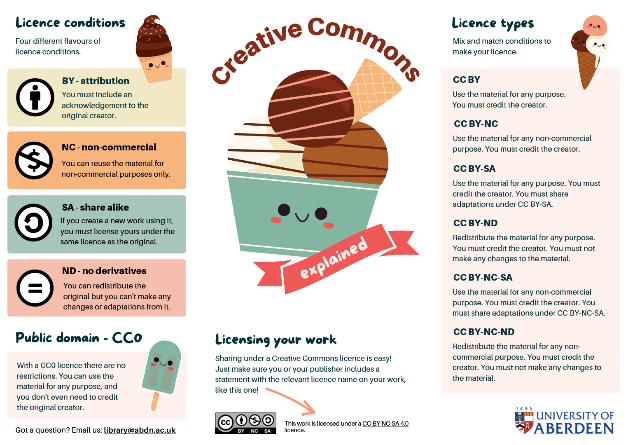 Licence conditions
Four different flavours of
licence conditions.
BY - attribution
You must include an
acknowledgement to the
original creator.
NC - non-commercial
You can reuse the material for
non-commercial purposes only.
SA - share alike
If you create a new work using it,
you must license yours under the
same licence as the original.
ND - no derivatives
You can redistribute the
original but you can't make any
changes or adaptations from it.
Public domain - CC0
With a CC0 licence there are no
restrictions. You can use the
material for any purpose, and
you don't even need to credit
the original creator.
Got a question? Email us: library@abdn.ac.uk
Creative Commons
explained
Licensing your work
Sharing under a Creative Commons licence is easy!
Just make sure you or your publisher includes a
statement with the relevant licence name on your work,
like this one!
cc
BY NC SA
This work is licensed under a CC-BY-NC-SA 4.0
licence.
Licence types
Mix and match conditions to
make your licence.
CC BY
Use the material for any purpose.
You must credit the creator.
CC BY-NC
Use the material for any non-commercial
purpose. You must credit the creator.
CC BY-SA
Use the material for any purpose. You must
credit the creator. You must share
adaptations under CC BY-SA.
CC BY-ND
Redistribute the material for any purpose.
You must credit the creator. You must not
make any changes to the material.
CC BY-NC-SA
Use the material for any non-commercial
purpose. You must credit the creator. You
must share adaptations under CC BY-NC-SA.
CC BY-NC-ND
Redistribute the material for any non-
commercial purpose. You must credit the
creator. You must not make any changes to
the material.
1495
UNIVERSITY OF
ABERDEEN